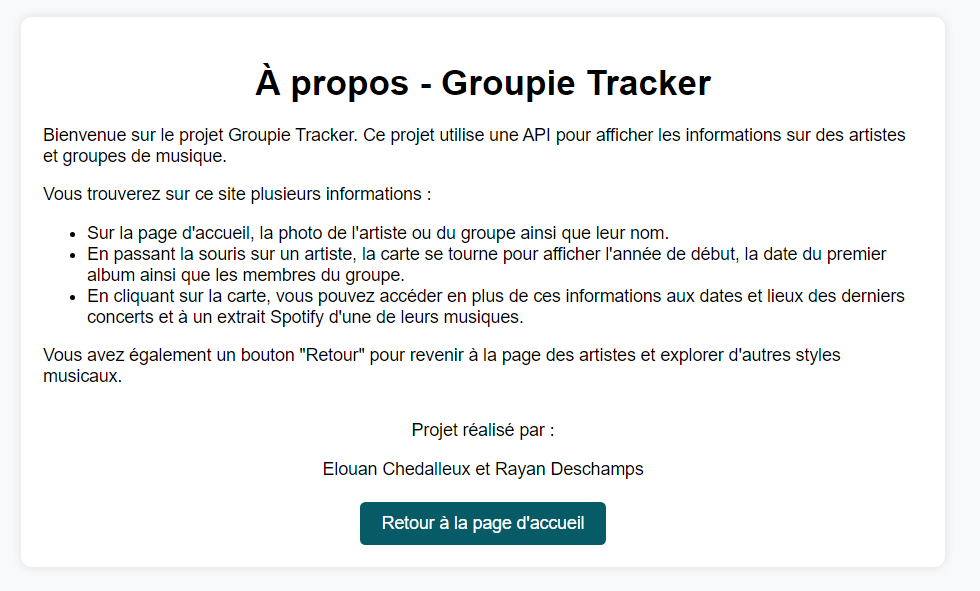 À propos - Groupie Tracker
Bienvenue sur le projet Groupie Tracker. Ce projet utilise une API pour afficher les informations sur des artistes
et groupes de musique.
Vous trouverez sur ce site plusieurs informations :
• Sur la page d'accueil, la photo de l'artiste ou du groupe ainsi que leur nom.
• En passant la souris sur un artiste, la carte se tourne pour afficher l'année de début, la date du premier
album ainsi que les membres du groupe.
• En cliquant sur la carte, vous pouvez accéder en plus de ces informations aux dates et lieux des derniers
concerts et à un extrait Spotify d'une de leurs musiques.
Vous avez également un bouton "Retour" pour revenir à la page des artistes et explorer d'autres styles
musicaux.
Projet réalisé par :
Elouan Chedalleux et Rayan Deschamps
Retour à la page d'accueil